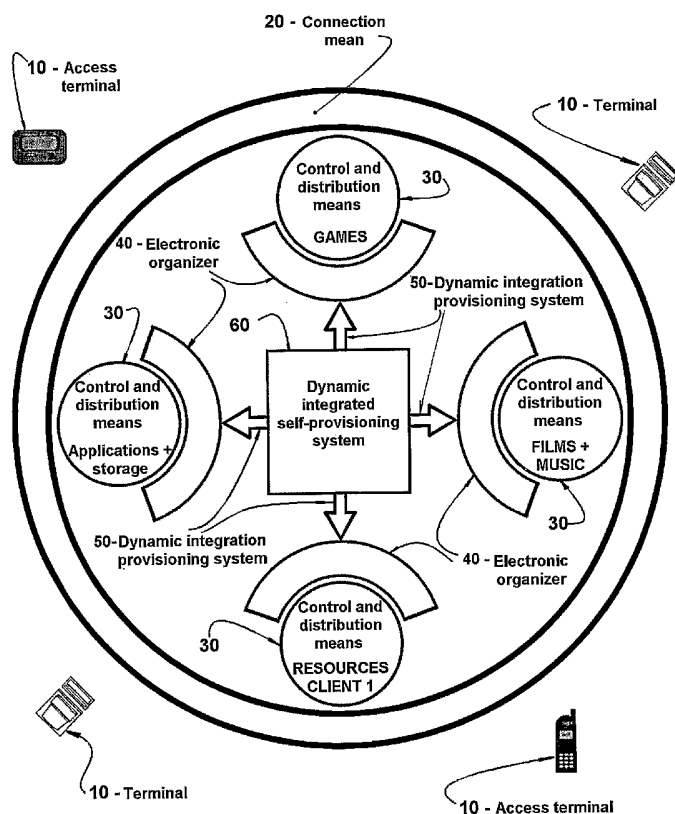 20 - Connection
mean
10 - Access
terminal
10 - Terminal
Control and
distribution
means
GAMES
30
40 - Electronic
organizer
50-Dynamic integration
provisioning system
30
60
Control and
distribution
means
Applications +
storage
Dynamic
integrated
self-provisioning
system
Control and
distribution
means
FILMS +
MUSIC
30
50-Dynamic integration
provisioning system
40 - Electronic
organizer
30
Control and
distribution
means
RESOURCES
CLIENT 1
10 - Terminal
10 - Access terminal